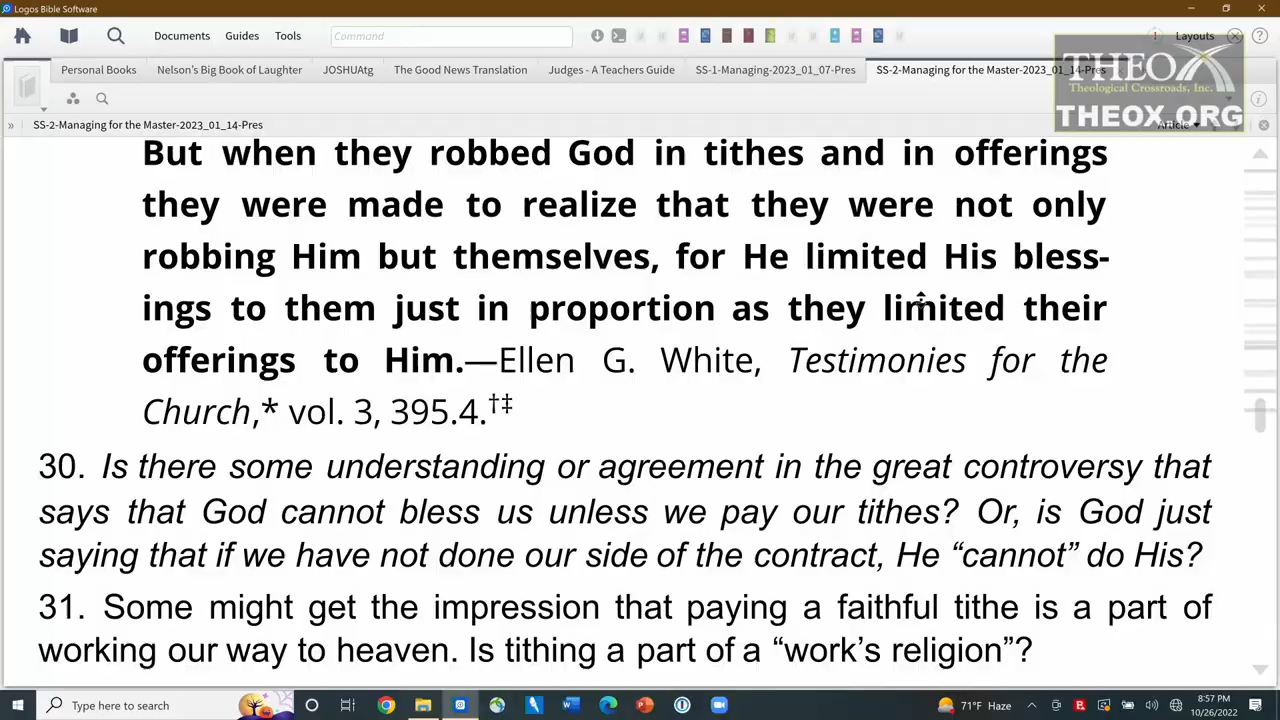 Logos Bible Software
Documents Guides Tools Command Layouts
Personal Books Nelson's Big Book of Laughter JOSHUAtg Good News Translation Judges - A Teachers Guide SS-1-Managing-2023_01_07-Pres SS-2-Managing for the Master-2023_01_14-Pres
THEOX
Theological Crossroads, Inc.
THEOX.ORG
SS-2-Managing for the Master-2023_01_14-Pres Article
But when they robbed God in tithes and in offerings
they were made to realize that they were not only
robbing Him but themselves, for He limited His bless-
ings to them just in proportion as they limited their
offerings to Him.—Ellen G. White, Testimonies for the
Church,* vol. 3, 395.4.†‡
30. Is there some understanding or agreement in the great controversy that
says that God cannot bless us unless we pay our tithes? Or, is God just
saying that if we have not done our side of the contract, He “cannot” do His?
31. Some might get the impression that paying a faithful tithe is a part of
working our way to heaven. Is tithing a part of a “work’s religion”?
Type here to search
71°F Haze
8:57 PM
10/26/2022